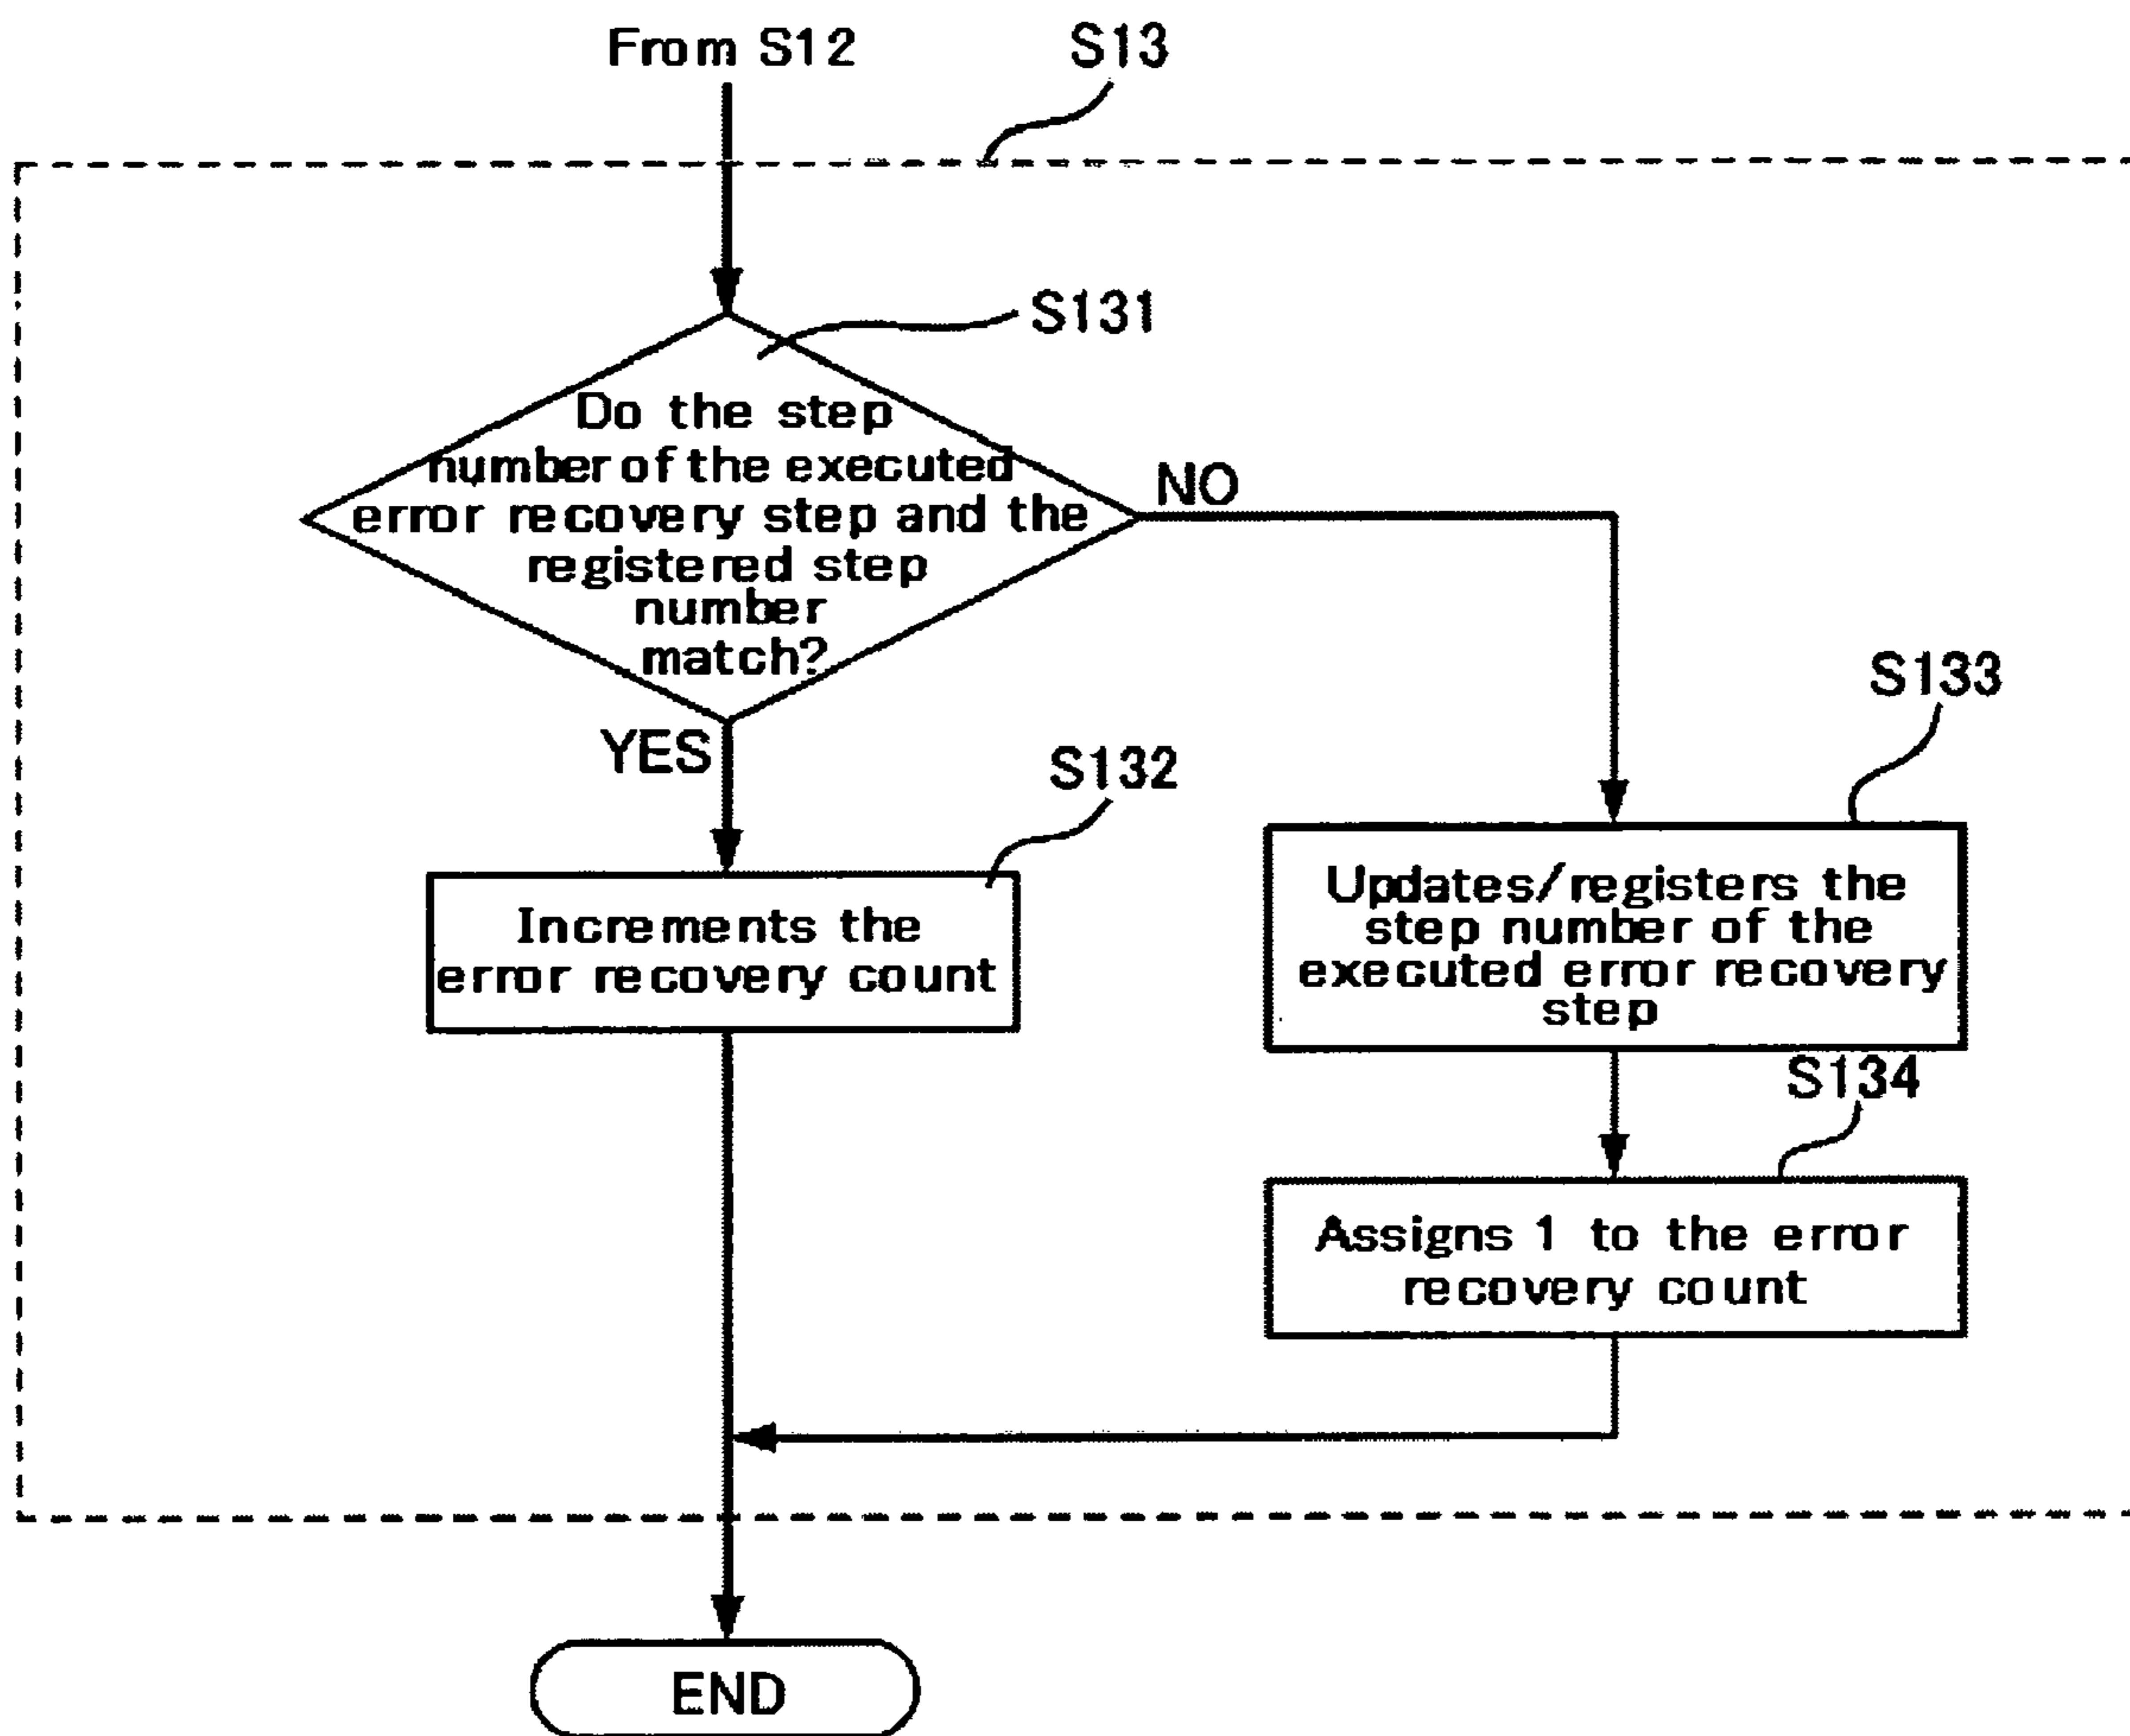 From S12
S13
S131
Do the step
number of the executed
error recovery step and the
registered step
number
match?
NO
YES
S132
Increments the
error recovery count
S133
Updates/registers the
step number of the
executed error recovery
step
S134
Assigns 1 to the error
recovery count
END